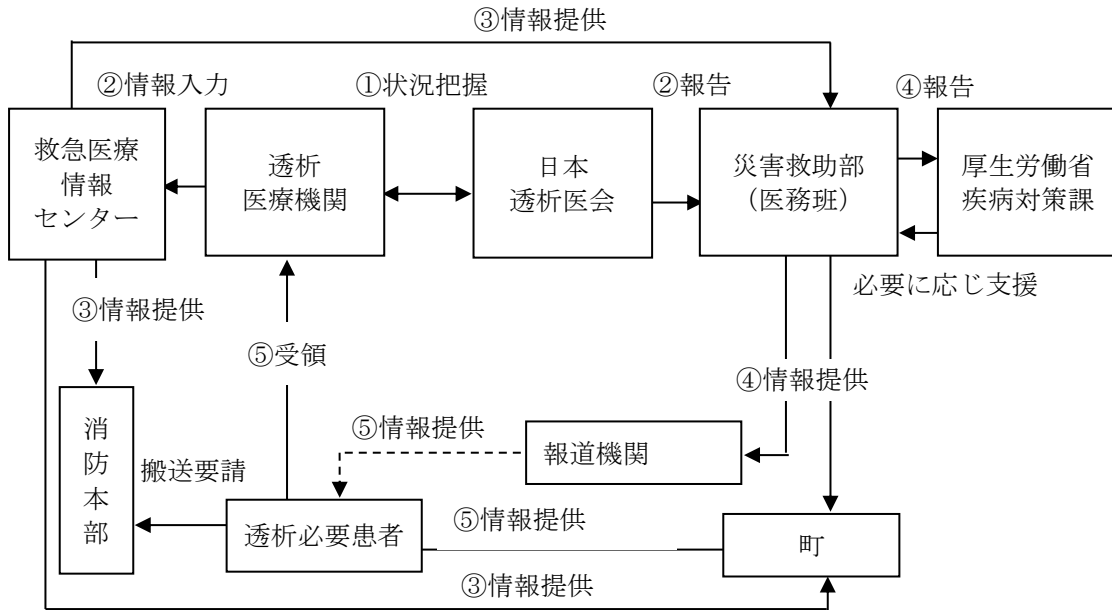 ③情報提供
②情報入力
①状況把握
②報告
④報告
救急医療
情報
センター
透析
医療機関
日本
透析医会
災害救助部
（医務班）
厚生労働省
疾病対策課
必要に応じ支援
③情報提供
⑤受領
④情報提供
消
防
本
部
搬送要請
⑤情報提供
報道機関
透析必要患者
⑤情報提供
町
③情報提供